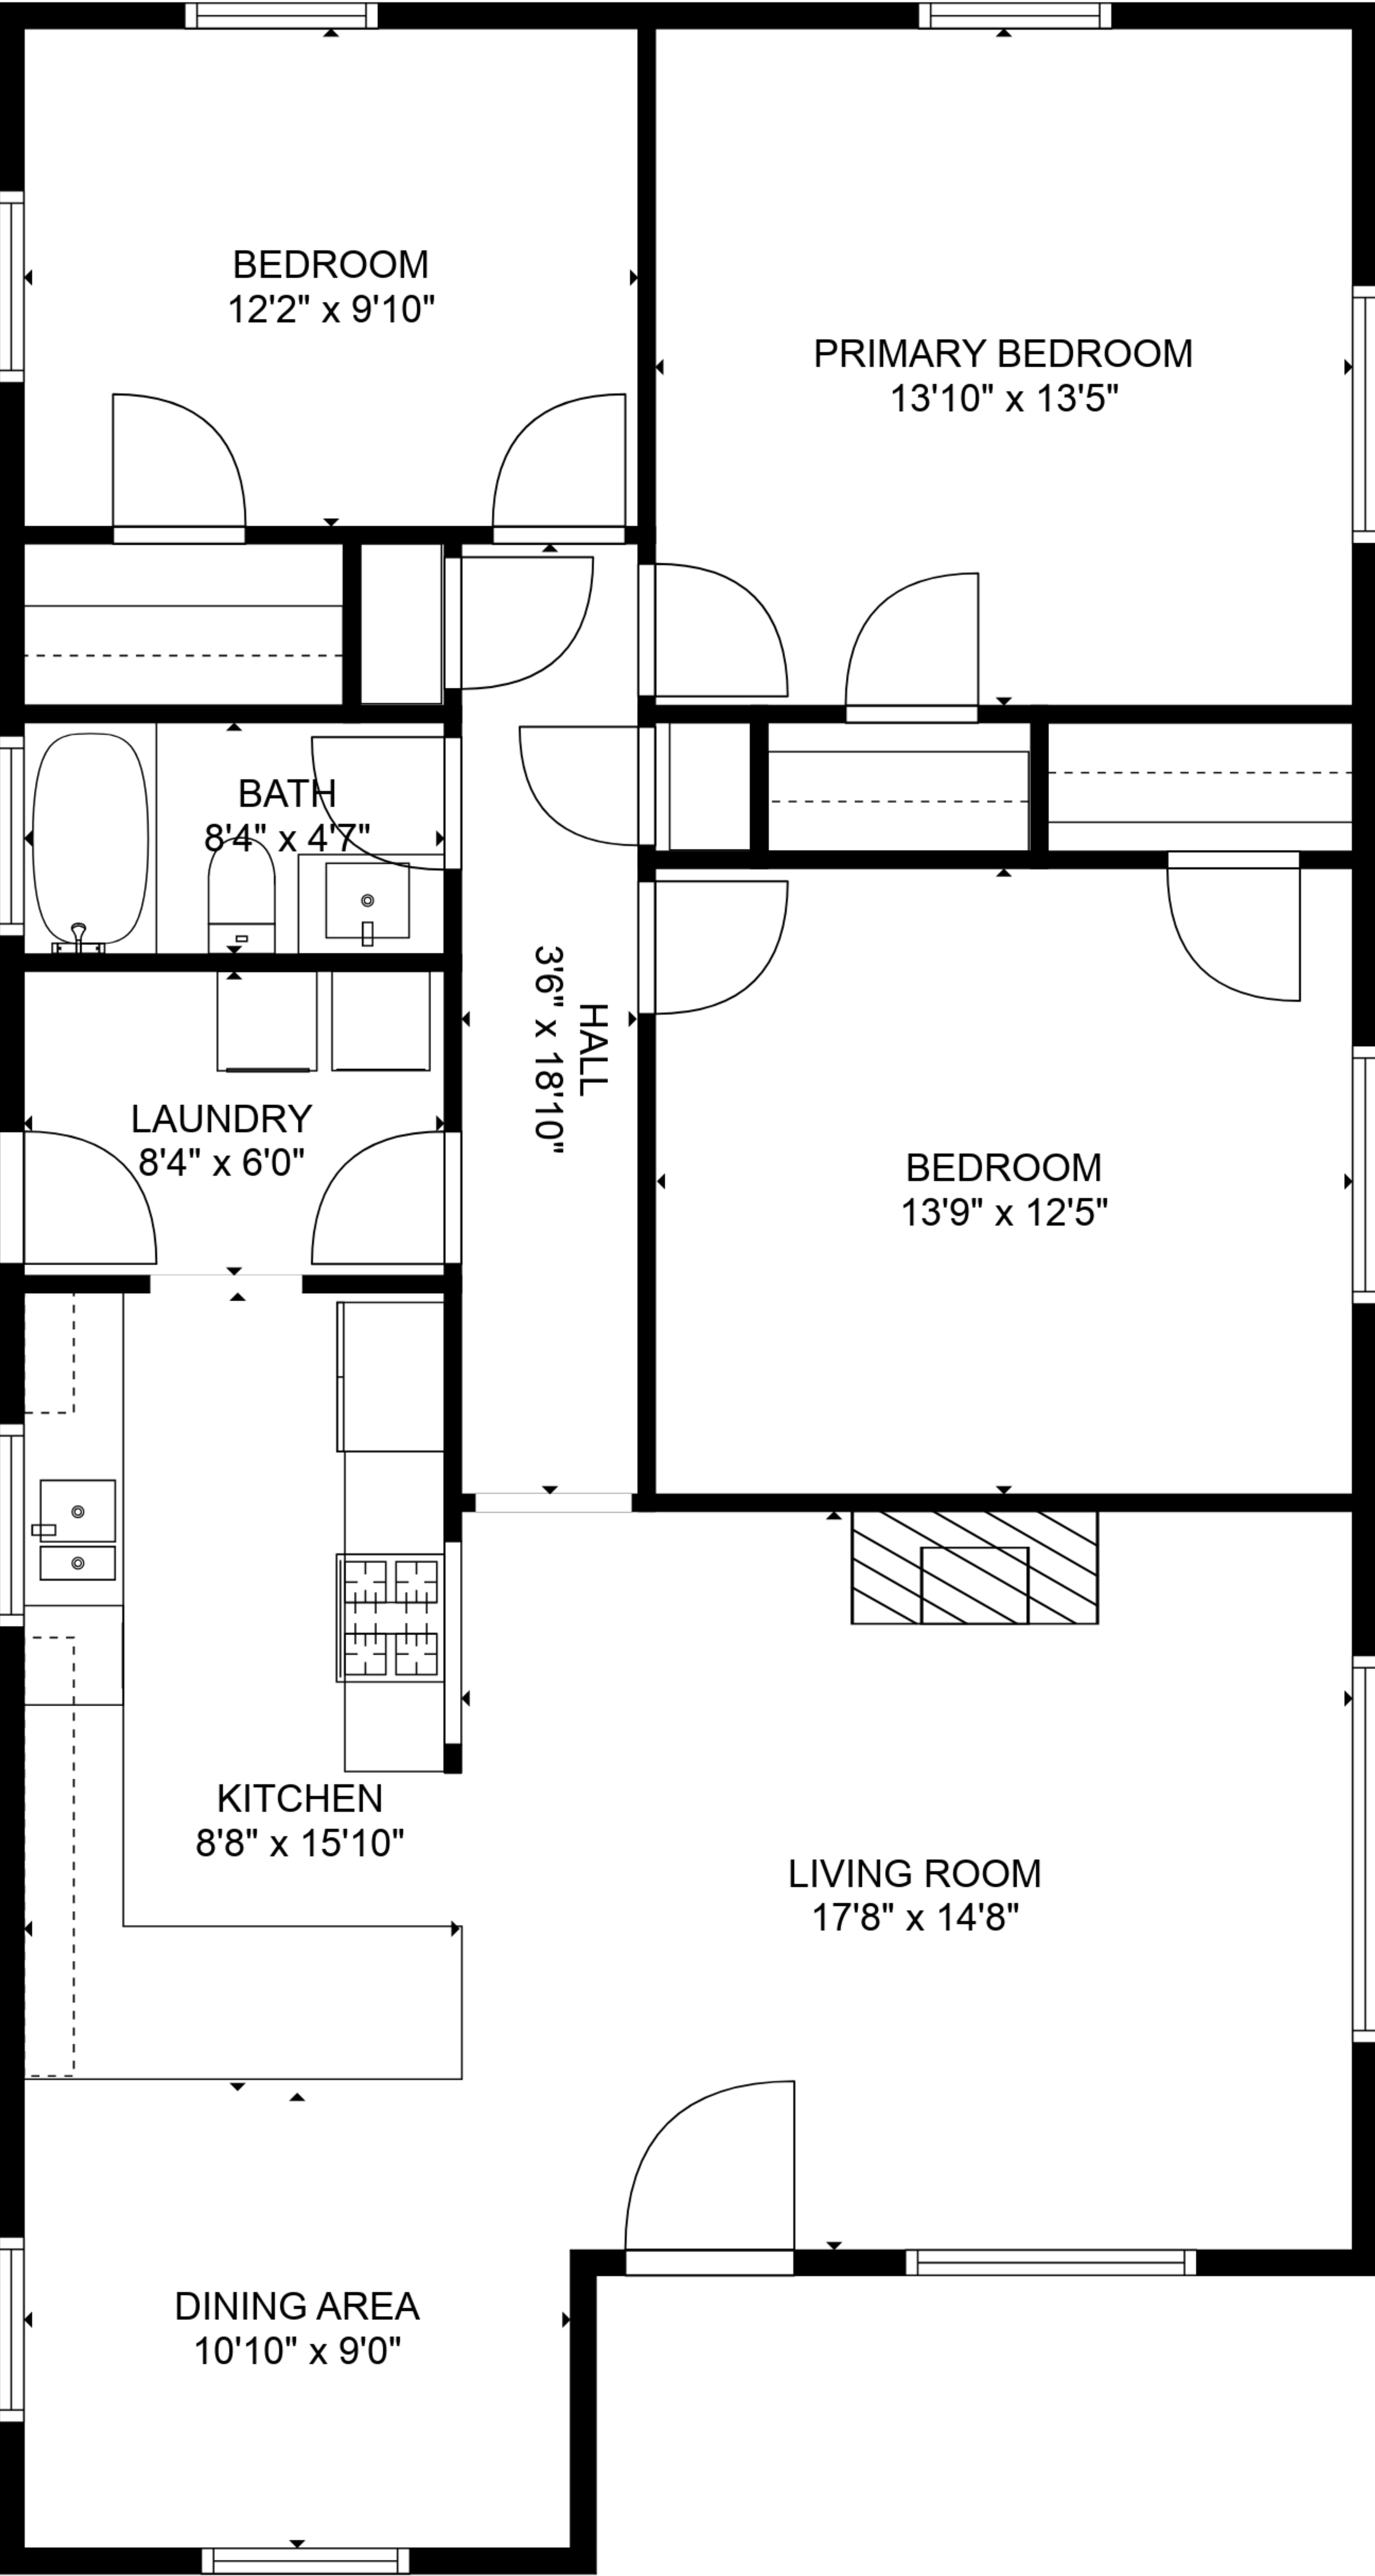 BEDROOM
12'2" x 9'10"
PRIMARY BEDROOM
13'10" x 13'5"
BATH
8'4" x 4'7"
HALL
3'6" x 18'10"
LAUNDRY
8'4" x 6'0"
BEDROOM
13'9" x 12'5"
KITCHEN
8'8" x 15'10"
LIVING ROOM
17'8" x 14'8"
DINING AREA
10'10" x 9'0"